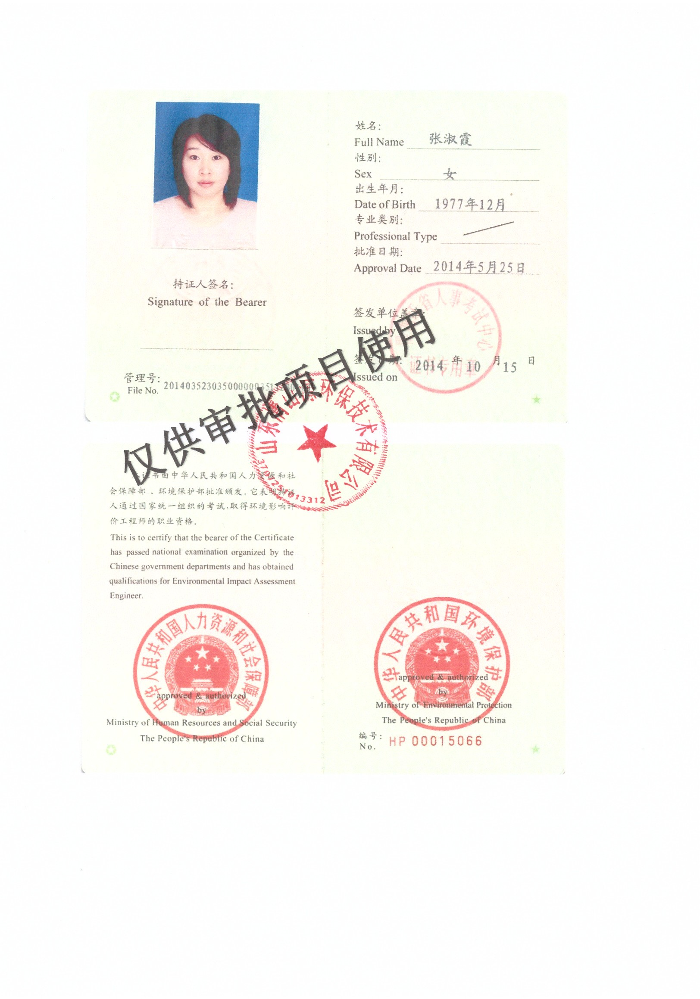 姓名:
Full Name 张淑霞
性别:
Sex 女
出生年月:
Date of Birth 1977年12月
专业类别:
Professional Type
批准日期:
Approval Date 2014年5月25日
持证人签名:
Signature of the Bearer
签发单位盖章:
Issued by
省人事考试中心
证书专用章
签发日期: 2014 年 10 月 15 日
Issued on
管理号:
File No. 201403523035000000351
仅供审批项目使用
环保技术有限公司
本证书由中华人民共和国人力资源和社
会保障部、环境保护部批准颁发。它表明持证
人通过国家统一组织的考试,取得环境影响评
价工程师的职业资格。
This is to certify that the bearer of the Certificate
has passed national examination organized by the
Chinese government departments and has obtained
qualifications for Environmental Impact Assessment
Engineer.
中华人民共和国人力资源和社会保障部
approved & authorized
by
Ministry of Human Resources and Social Security
The People's Republic of China
中华人民共和国环境保护部
approved & authorized
by
Ministry of Environmental Protection
The People's Republic of China
编号:
No. HP 00015066